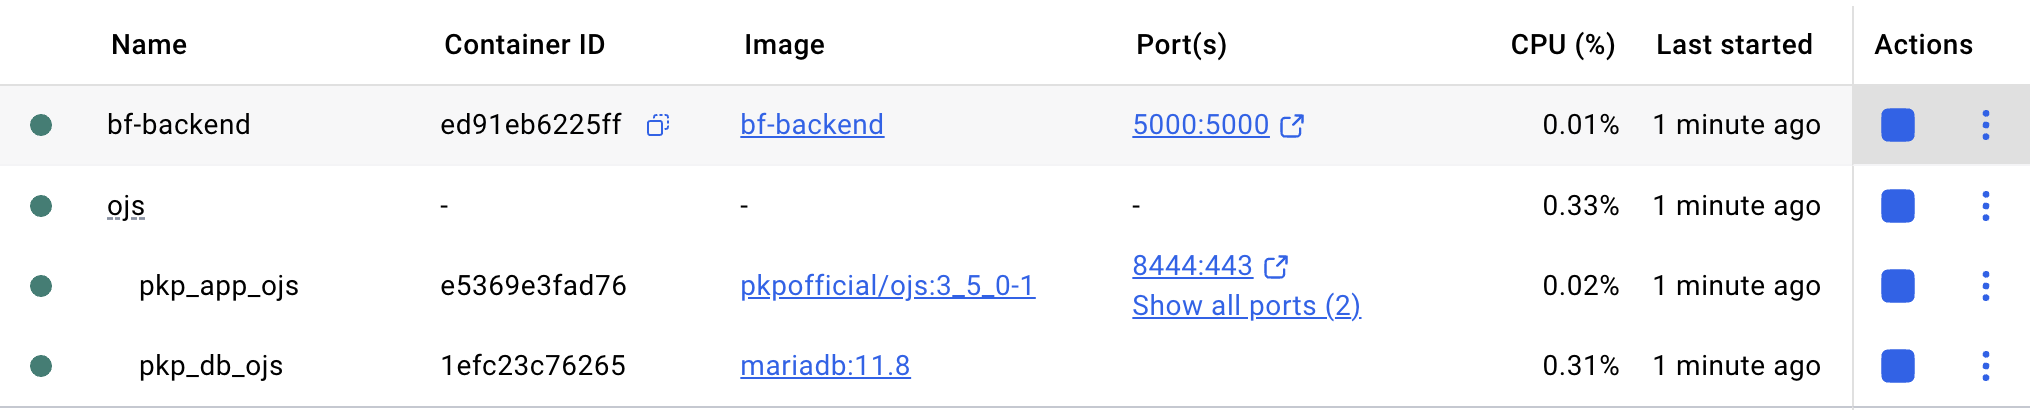 Name Container ID Image Port(s) CPU (%) Last started Actions
bf-backend ed91eb6225ff bf-backend 5000:5000 0.01% 1 minute ago
ojs - - - 0.33% 1 minute ago
pkp_app_ojs e5369e3fad76 pkpofficial/ojs:3_5_0-1 8444:443 0.02% 1 minute ago
Show all ports (2)
pkp_db_ojs 1efc23c76265 mariadb:11.8 0.31% 1 minute ago